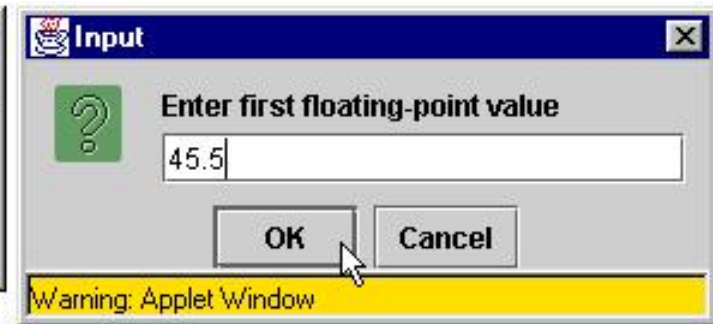 Input
Enter first floating-point value
45.5
OK Cancel
Warning: Applet Window